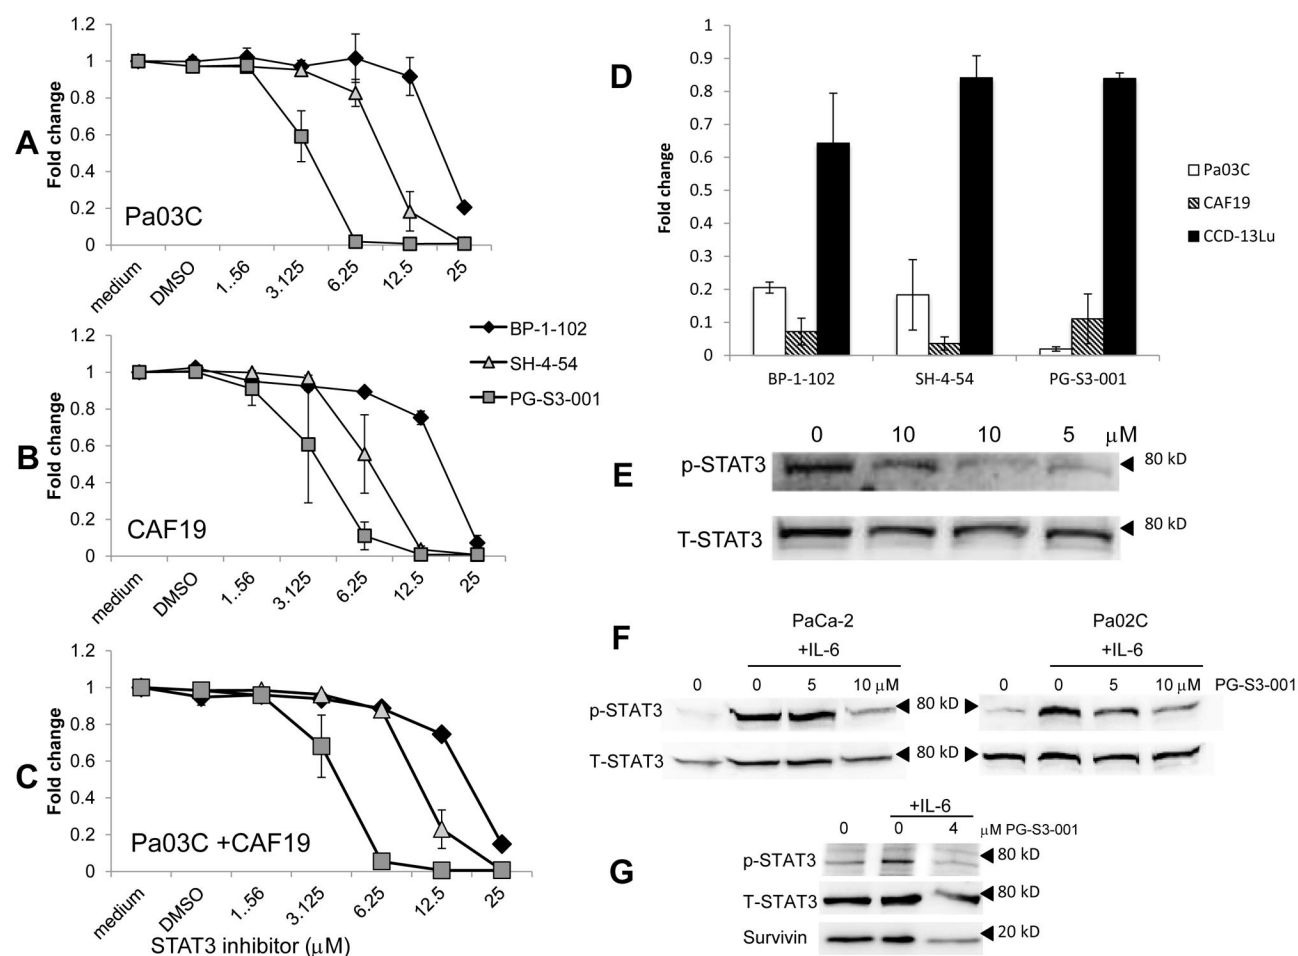 A
Fold change
1.2
1
0.8
0.6
0.4
0.2
0
Pa03C
medium
DMSO
1..56
3.125
6.25
12.5
25
B
Fold change
1.2
1
0.8
0.6
0.4
0.2
0
CAF19
medium
DMSO
1..56
3.125
6.25
12.5
25
BP-1-102
SH-4-54
PG-S3-001
C
Fold change
1.2
1
0.8
0.6
0.4
0.2
0
Pa03C +CAF19
medium
DMSO
1..56
3.125
6.25
12.5
25
STAT3 inhibitor (μM)
D
Fold change
1
0.9
0.8
0.7
0.6
0.5
0.4
0.3
0.2
0.1
0
BP-1-102 SH-4-54 PG-S3-001
Pa03C
CAF19
CCD-13Lu
E
0 10 10 5 μM
p-STAT3 80 kD
T-STAT3 80 kD
F
PaCa-2 Pa02C
+IL-6 +IL-6
0 0 5 10 μM 0 0 5 10 μM PG-S3-001
p-STAT3 80 kD
T-STAT3 80 kD
G
+IL-6
0 0 4 μM PG-S3-001
p-STAT3 80 kD
T-STAT3 80 kD
Survivin 20 kD